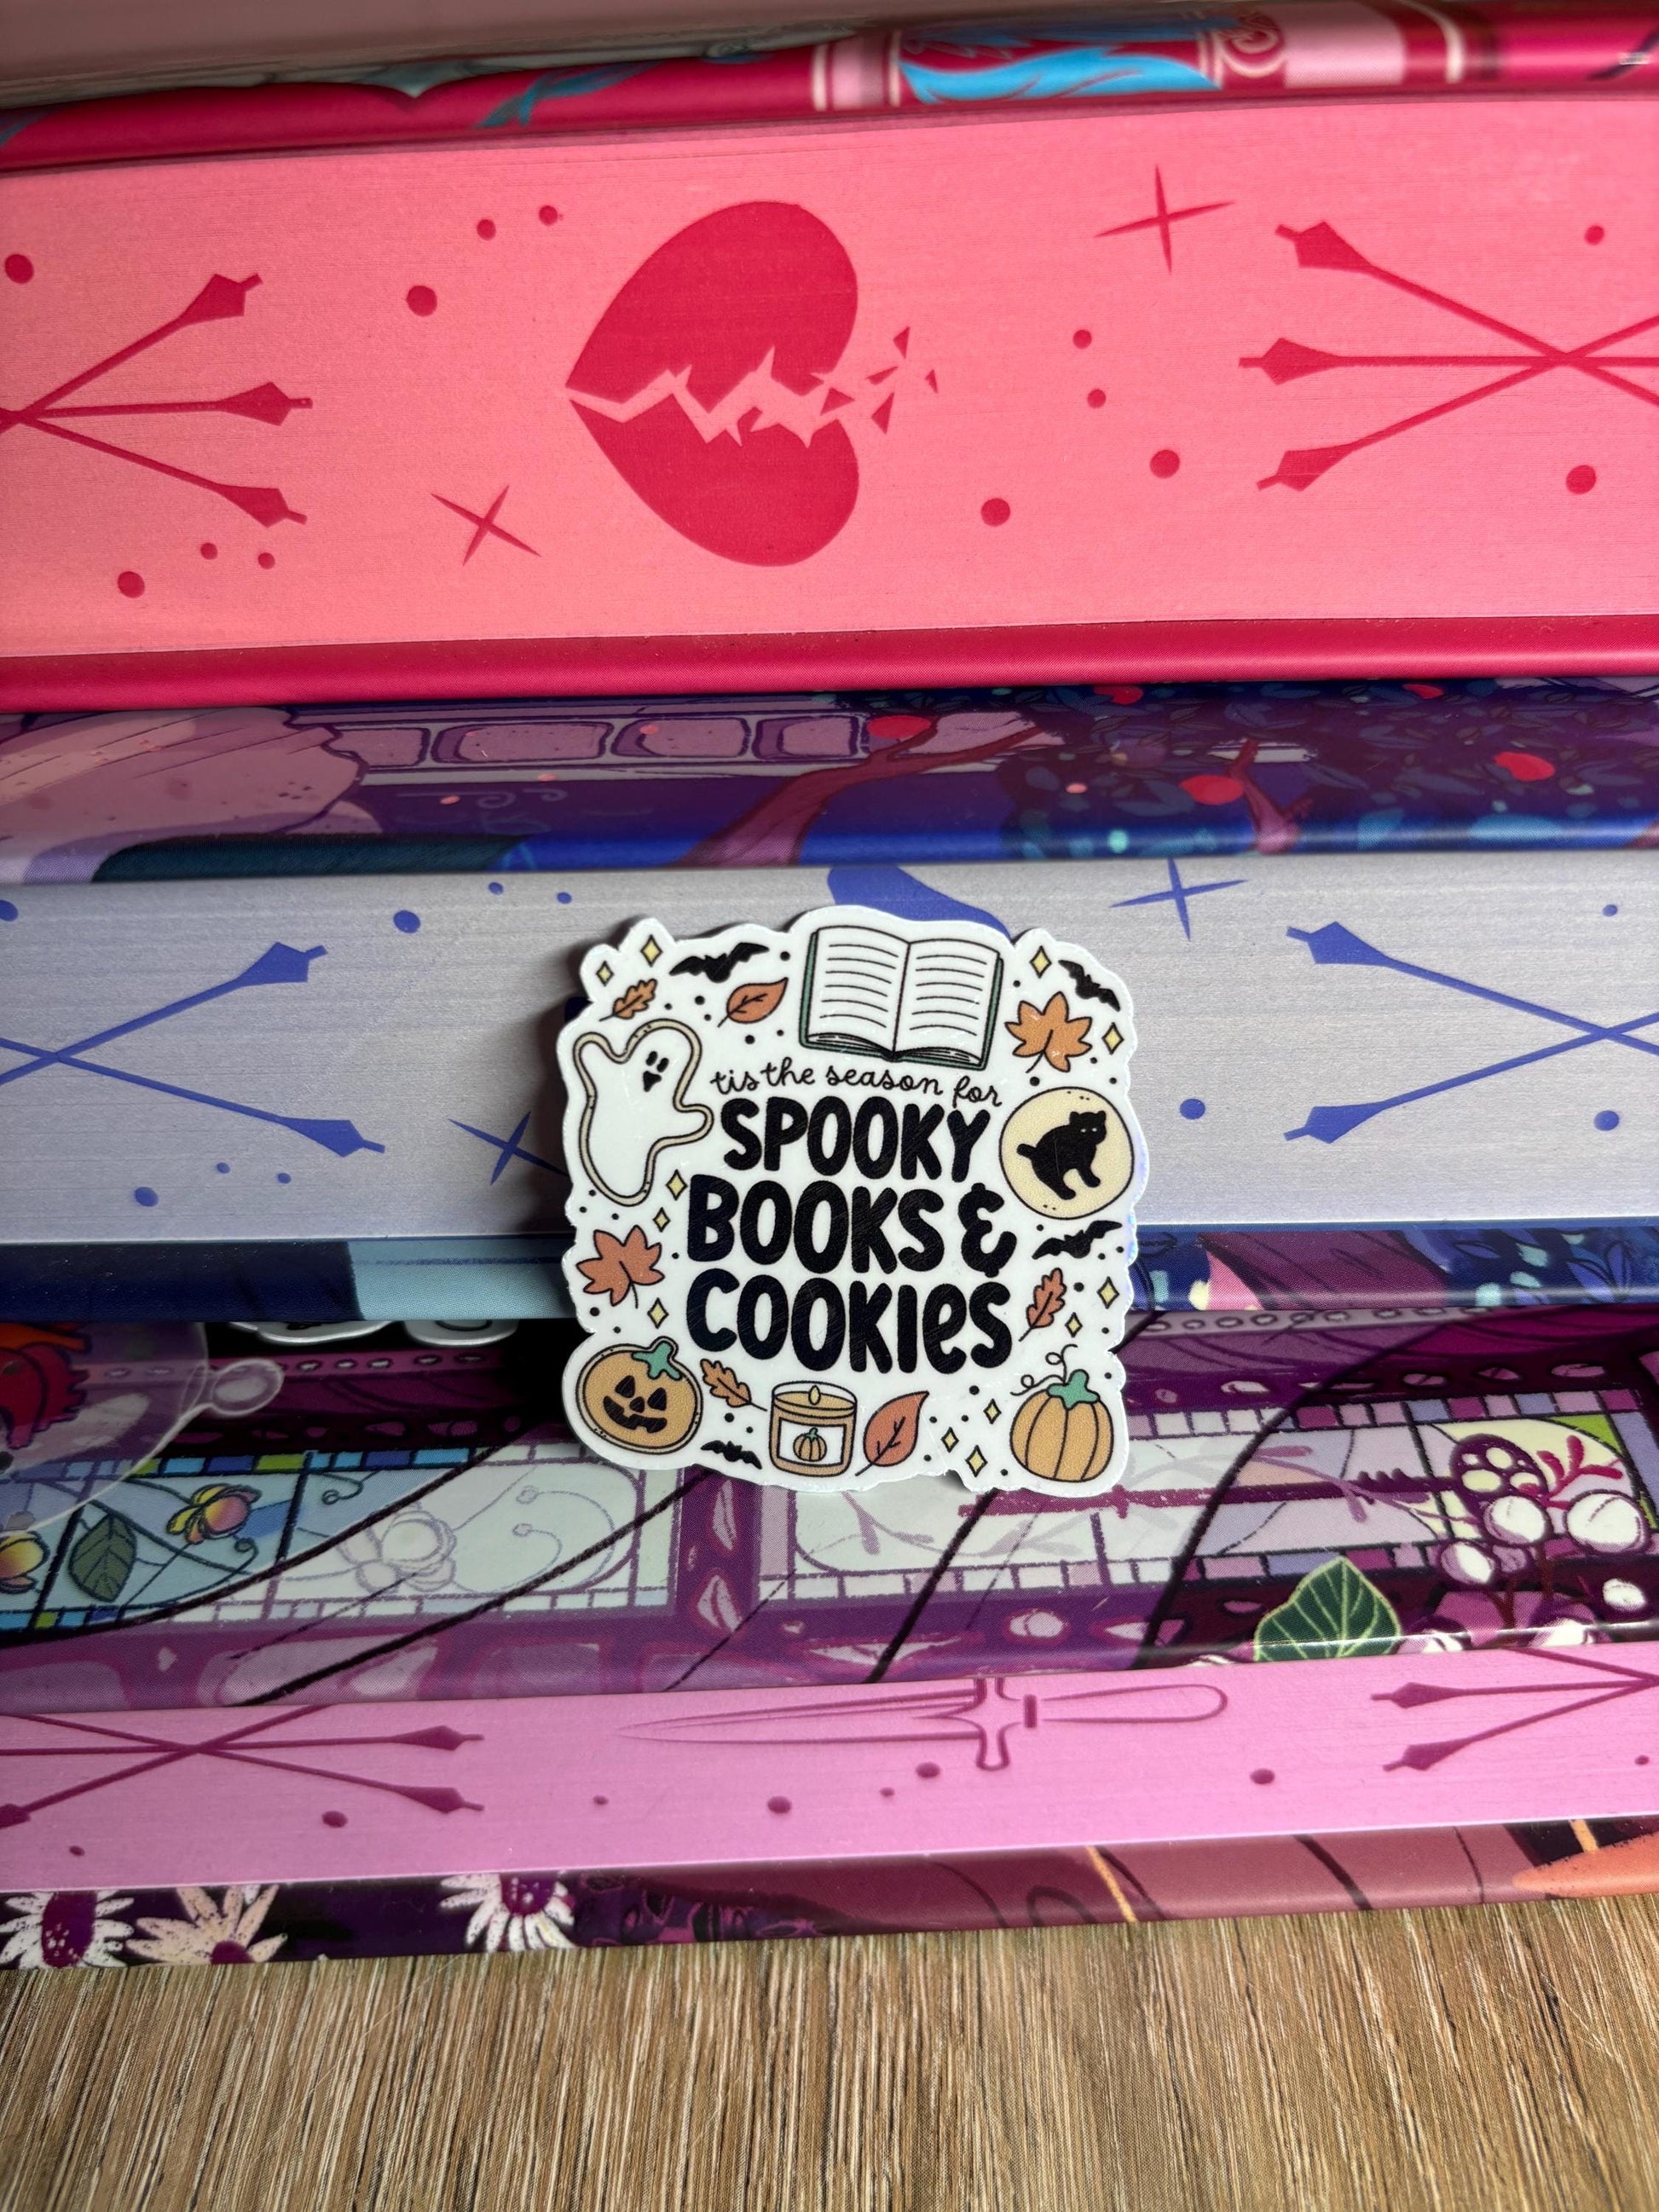 tis the season for
SPOOKY
BOOKS &
COOKIES